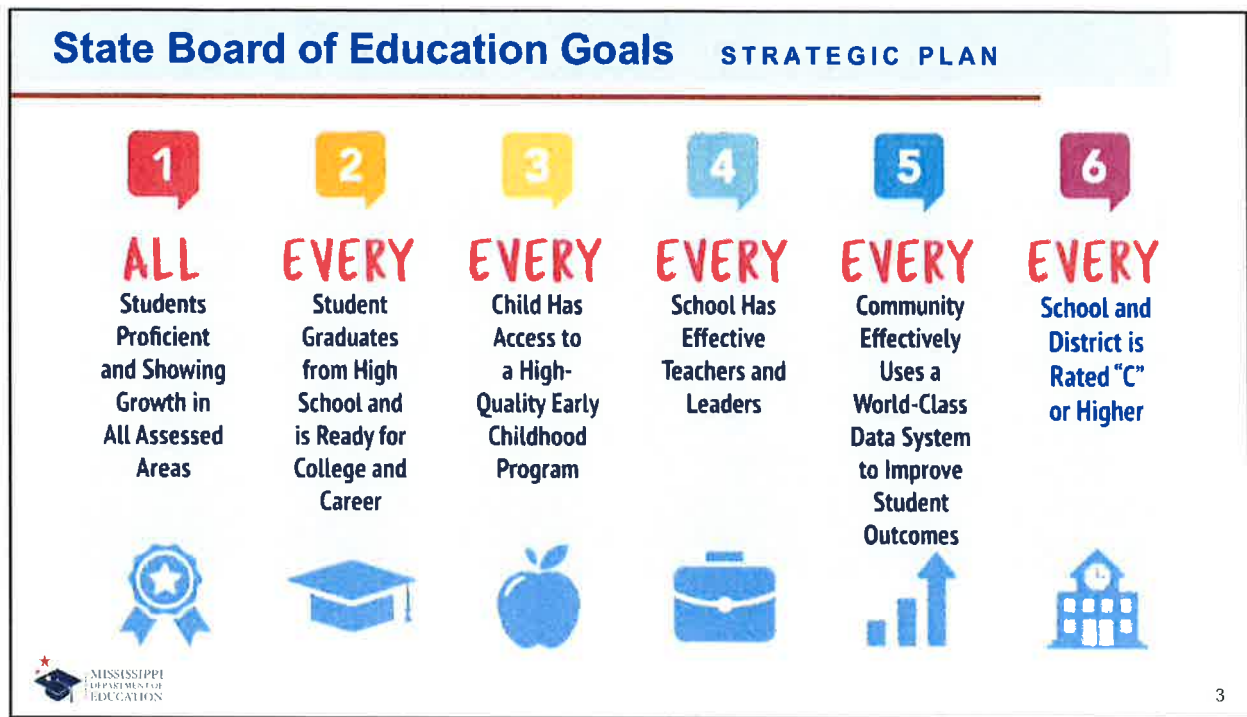 State Board of Education Goals STRATEGIC PLAN
1
ALL
Students
Proficient
and Showing
Growth in
All Assessed
Areas
2
EVERY
Student
Graduates
from High
School and
is Ready for
College and
Career
3
EVERY
Child Has
Access to
a High-
Quality Early
Childhood
Program
4
EVERY
School Has
Effective
Teachers and
Leaders
5
EVERY
Community
Effectively
Uses a
World-Class
Data System
to Improve
Student
Outcomes
6
EVERY
School and
District is
Rated “C”
or Higher
MISSISSIPPI
DEPARTMENT OF
EDUCATION
3